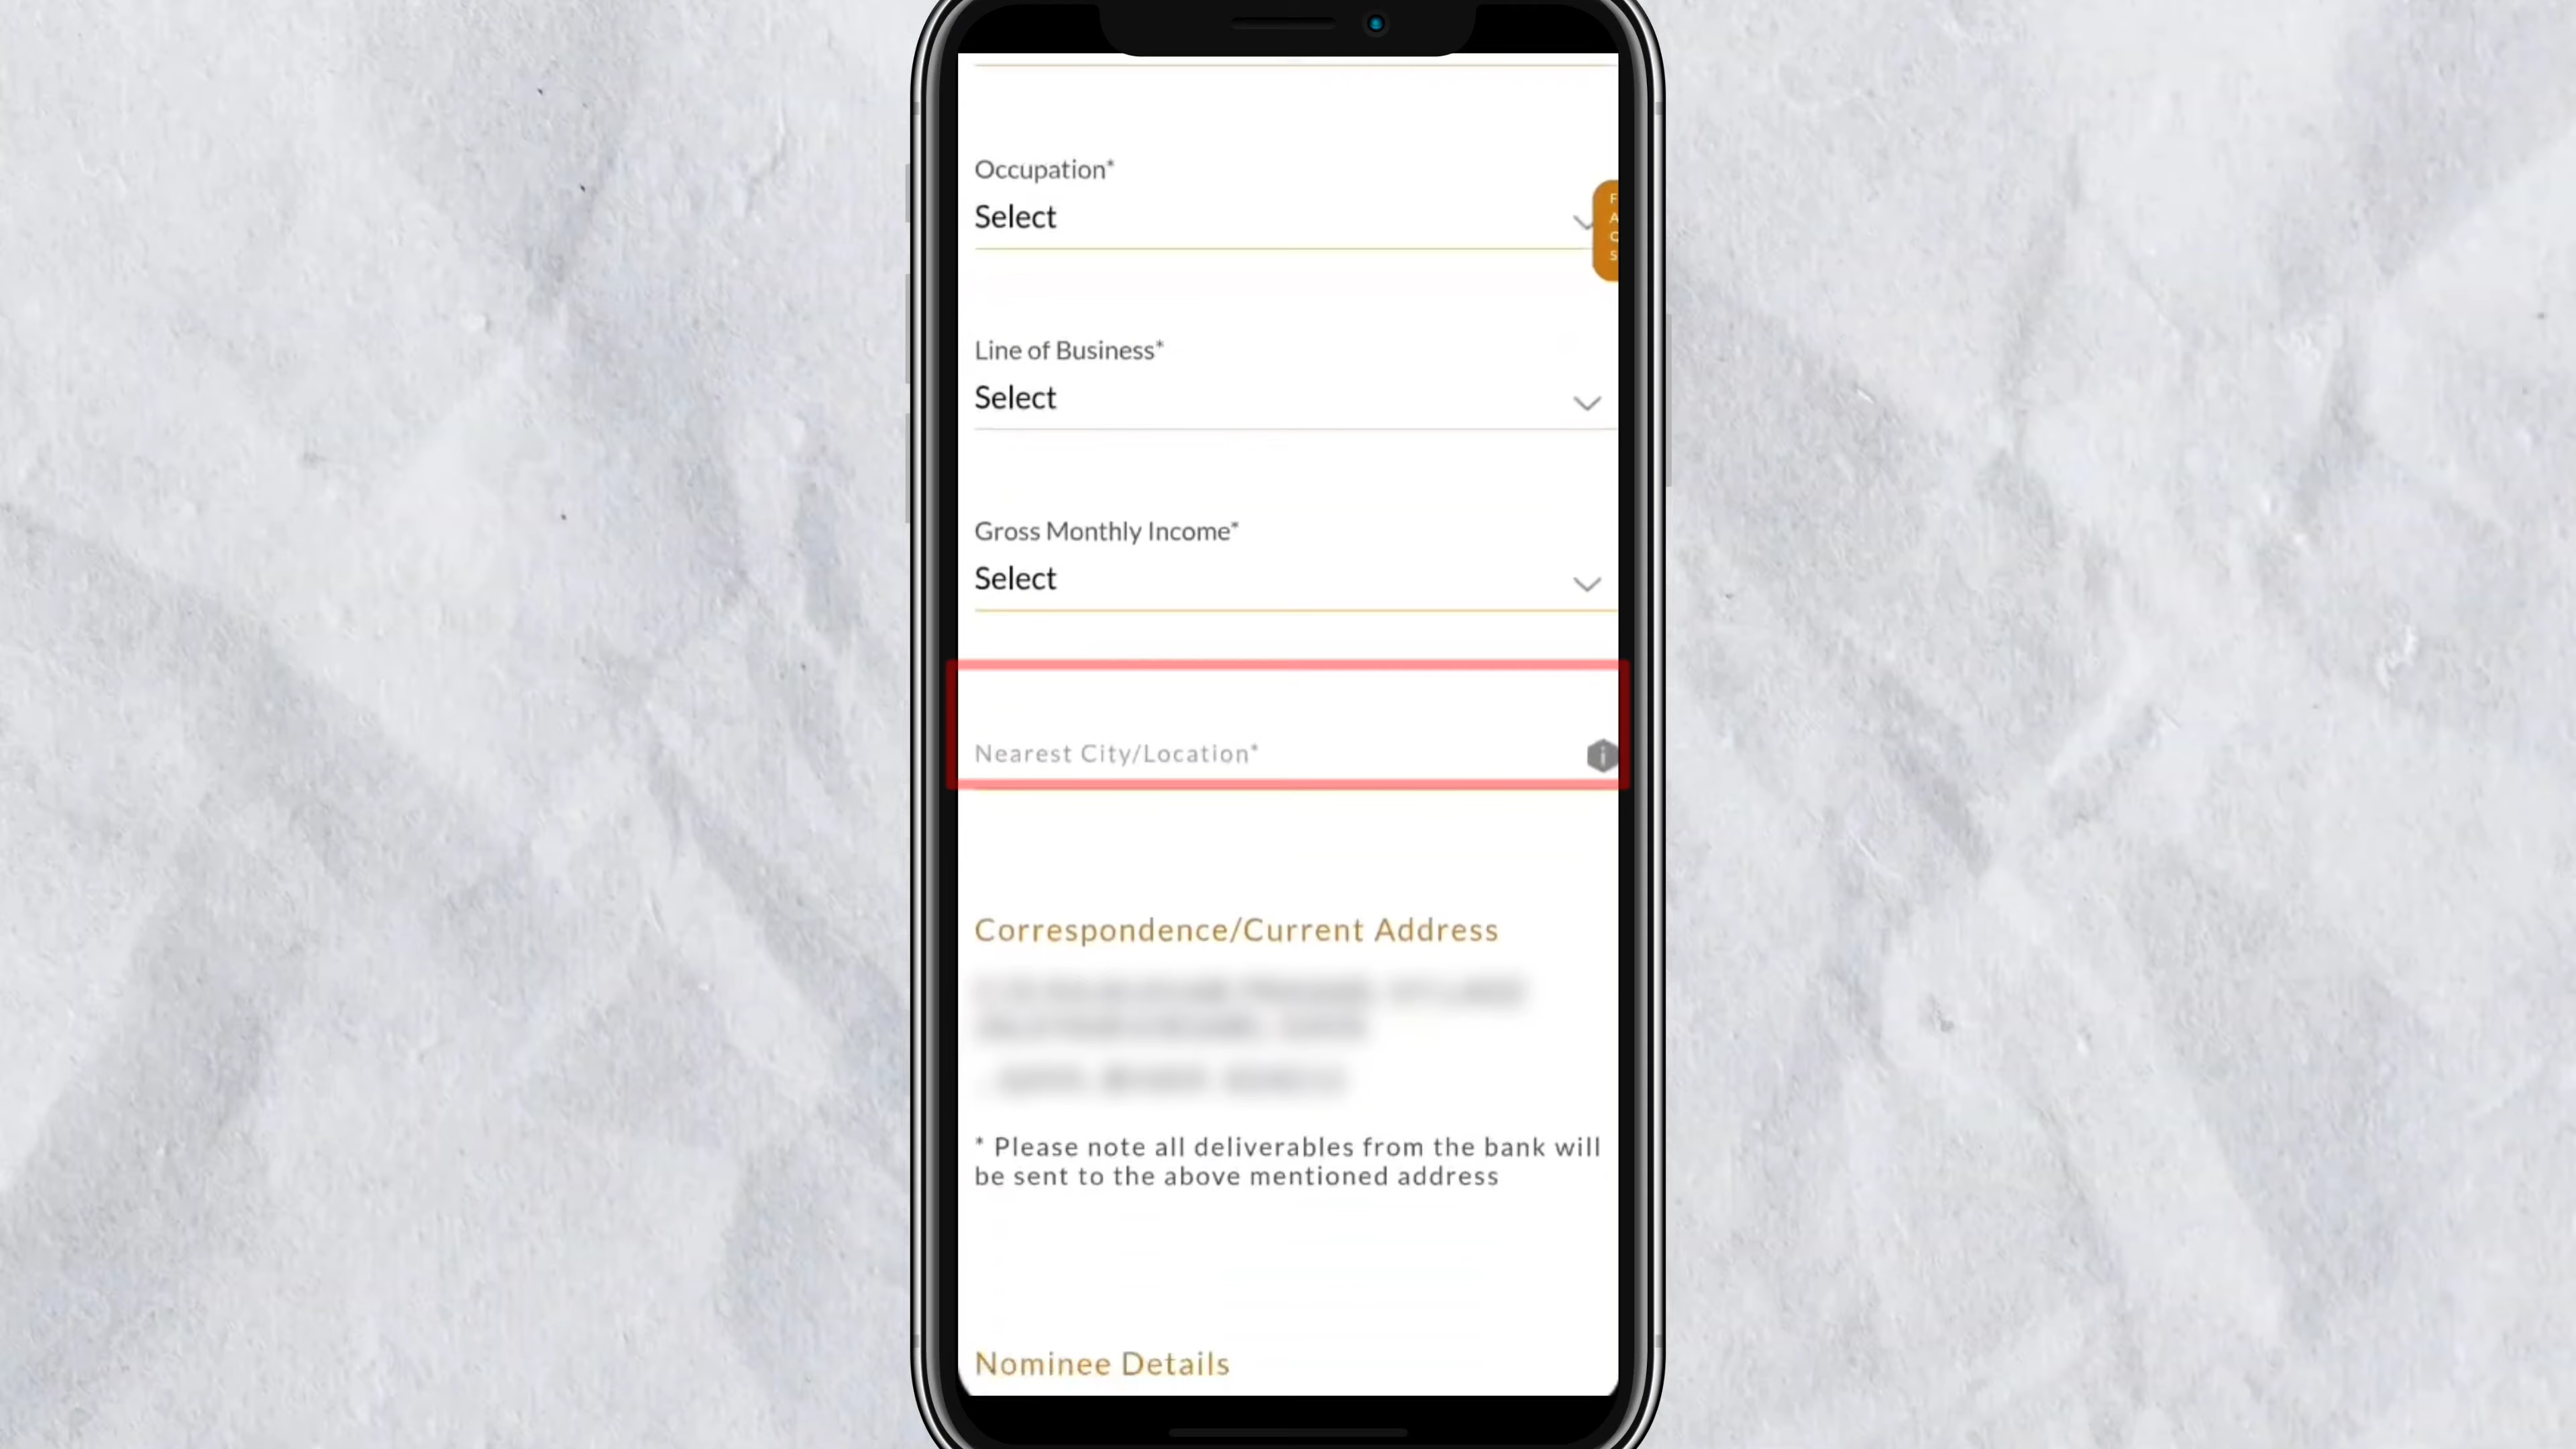 Occupation*
Select
F
A
Q
S
Line of Business*
Select
Gross Monthly Income*
Select
Nearest City/Location*
i
Correspondence/Current Address
* Please note all deliverables from the bank will
be sent to the above mentioned address
Nominee Details